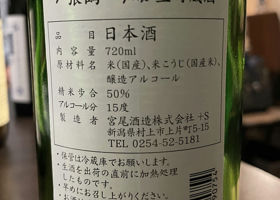 品目 日本酒
内容量 720ml
原材料名 米(国産)、米こうじ(国産米)、
醸造アルコール
精米歩合 50%
アルコール分 15度
製造者 宮尾酒造株式会社 +S
新潟県村上市上片町5-15
TEL 0254-52-5181
・保管は冷蔵庫でお願いします。
・生酒を出荷の直前に加熱処理
したものです。
・早めにお召し上がりください。